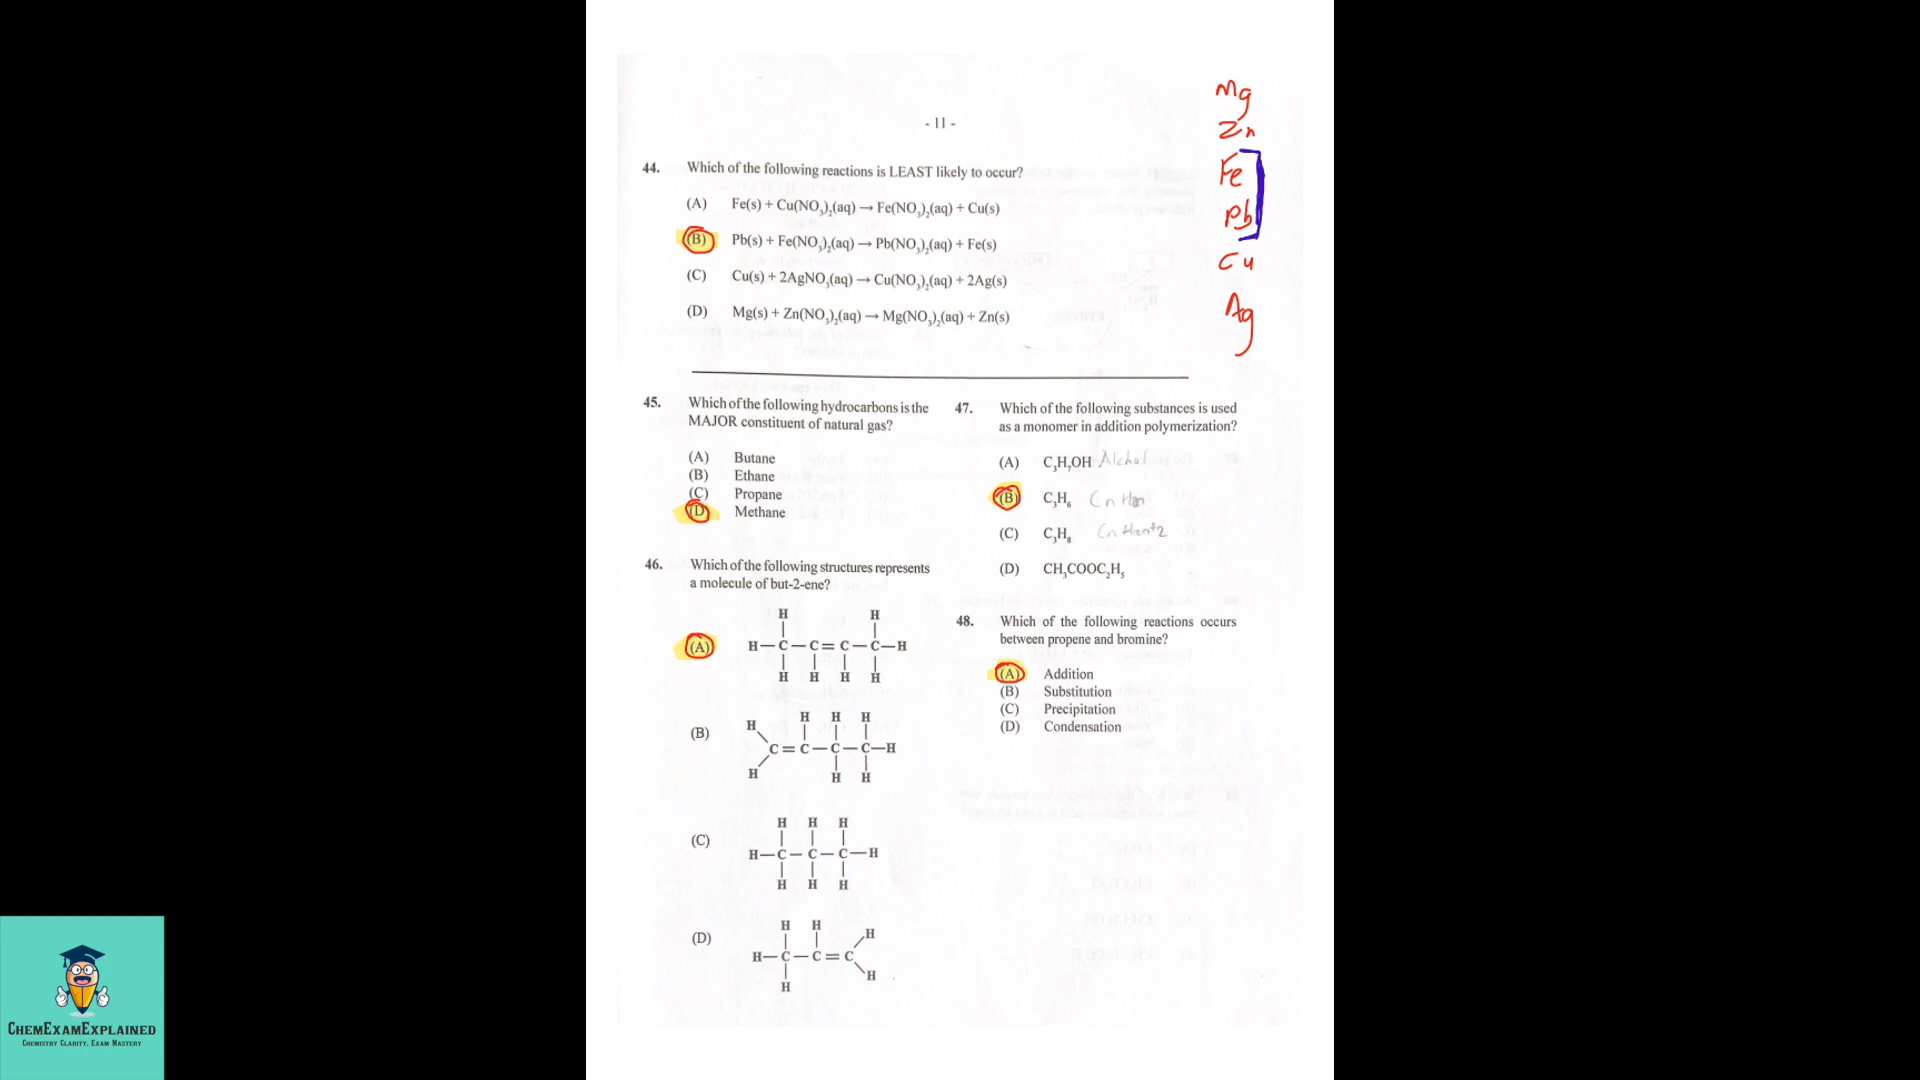 - 11 -
44. Which of the following reactions is LEAST likely to occur?
(A) Fe(s) + Cu(NO₃)₂(aq) → Fe(NO₃)₂(aq) + Cu(s)
(B) Pb(s) + Fe(NO₃)₂(aq) → Pb(NO₃)₂(aq) + Fe(s)
(C) Cu(s) + 2AgNO₃(aq) → Cu(NO₃)₂(aq) + 2Ag(s)
(D) Mg(s) + Zn(NO₃)₂(aq) → Mg(NO₃)₂(aq) + Zn(s)
Mg
Zn
Fe
Pb
Cu
Ag
45. Which of the following hydrocarbons is the
MAJOR constituent of natural gas?
(A) Butane
(B) Ethane
(C) Propane
(D) Methane
46. Which of the following structures represents
a molecule of but-2-ene?
(A)
H H
H—C—C=C—C—H
H H H H
(B)
H H H H
C=C—C—C—H
H H H
(C)
H H H
H—C—C—C—H
H H H
(D)
H H H
H—C—C=C
H H
47. Which of the following substances is used
as a monomer in addition polymerization?
(A) C₃H₇OH Alchol
(B) C₃H₆ CnH2n
(C) C₃H₈ CnH2n+2
(D) CH₃COOC₂H₅
48. Which of the following reactions occurs
between propene and bromine?
(A) Addition
(B) Substitution
(C) Precipitation
(D) Condensation
CHEMEXAMEXPLAINED
CHEMISTRY CLARITY. EXAM MASTERY